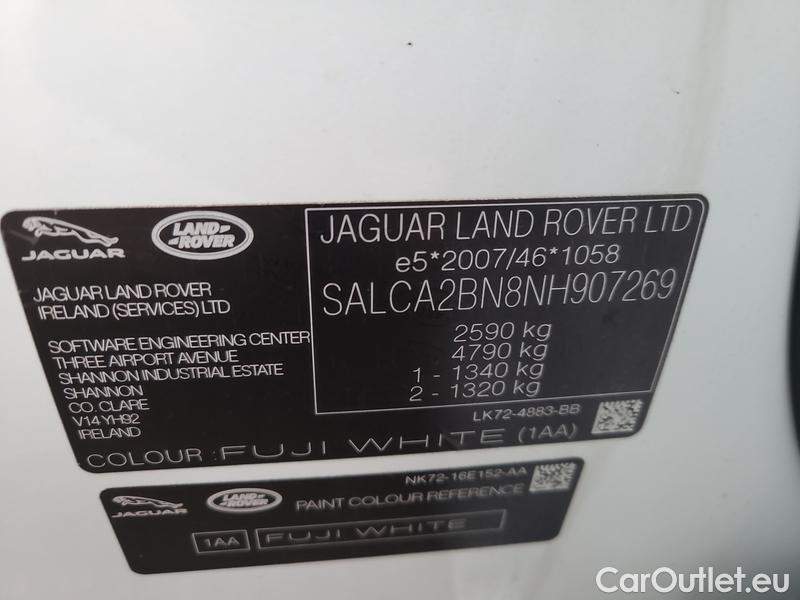 JAGUAR
LAND
ROVER
JAGUAR LAND ROVER
IRELAND (SERVICES) LTD
SOFTWARE ENGINEERING CENTER
THREE AIRPORT AVENUE
SHANNON INDUSTRIAL ESTATE
SHANNON
CO. CLARE
V14 YH92
IRELAND
JAGUAR LAND ROVER LTD
e5*2007/46*1058
SALCA2BN8NH907269
2590 kg
4790 kg
1 - 1340 kg
2 - 1320 kg
LK72-4883-BB
COLOUR : FUJI WHITE (1AA)
JAGUAR
LAND
ROVER
NK72-16E152-AA
PAINT COLOUR REFERENCE
1AA FUJI WHITE
CarOutlet.eu